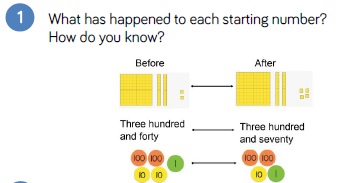 1 What has happened to each starting number?
How do you know?
Before After
Three hundred Three hundred
and forty and seventy
100 100 1 100 100
10 10 10 1